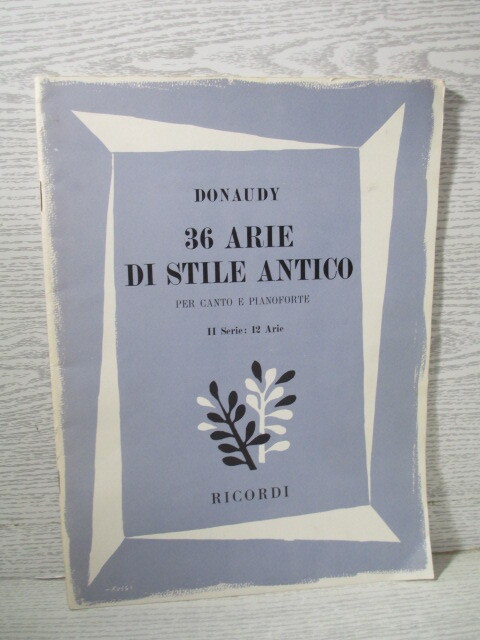 DONAUDY
36 ARIE
DI STILE ANTICO
PER CANTO E PIANOFORTE
II Serie: 12 Arie
RICORDI